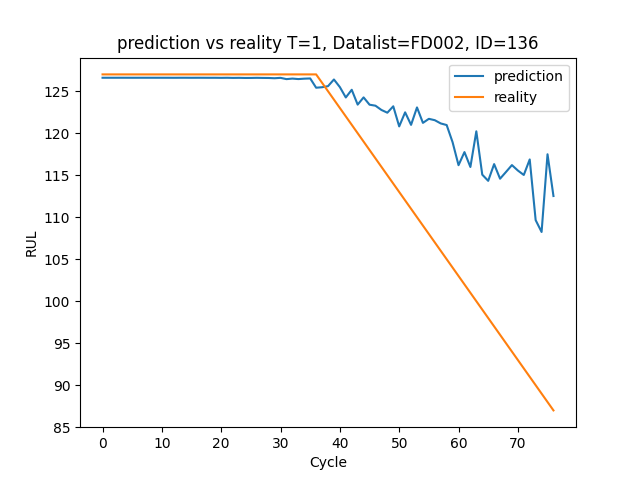 prediction vs reality T=1, Datalist=FD002, ID=136
prediction
reality
RUL
125
120
115
110
105
100
95
90
85
0 10 20 30 40 50 60 70
Cycle